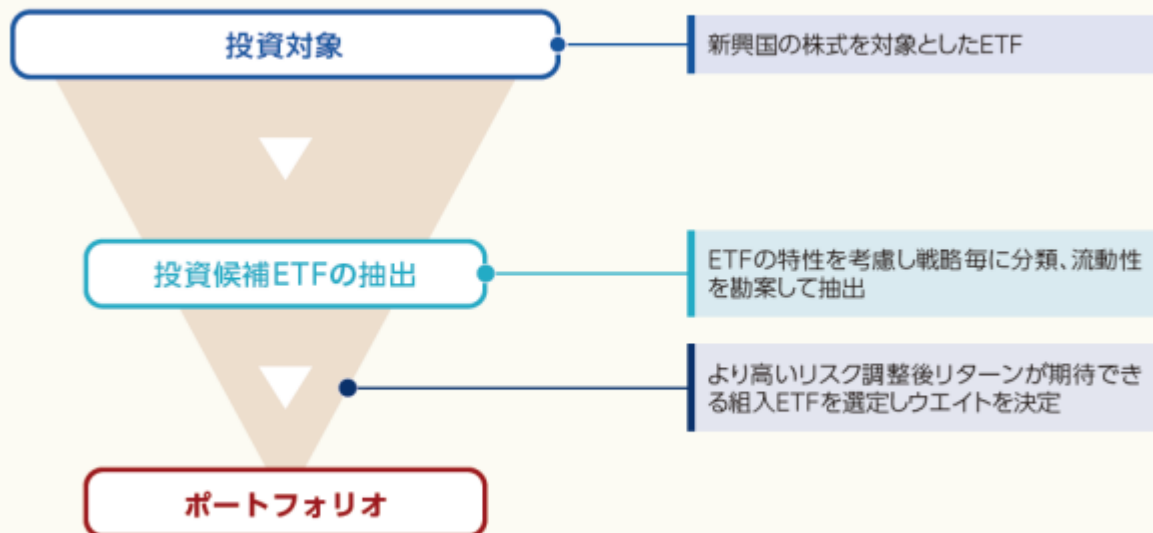 投資対象
新興国の株式を対象としたETF
投資候補ETFの抽出
ETFの特性を考慮し戦略毎に分類、流動性
を勘案して抽出
より高いリスク調整後リターンが期待でき
る組入ETFを選定しウエイトを決定
ポートフォリオ